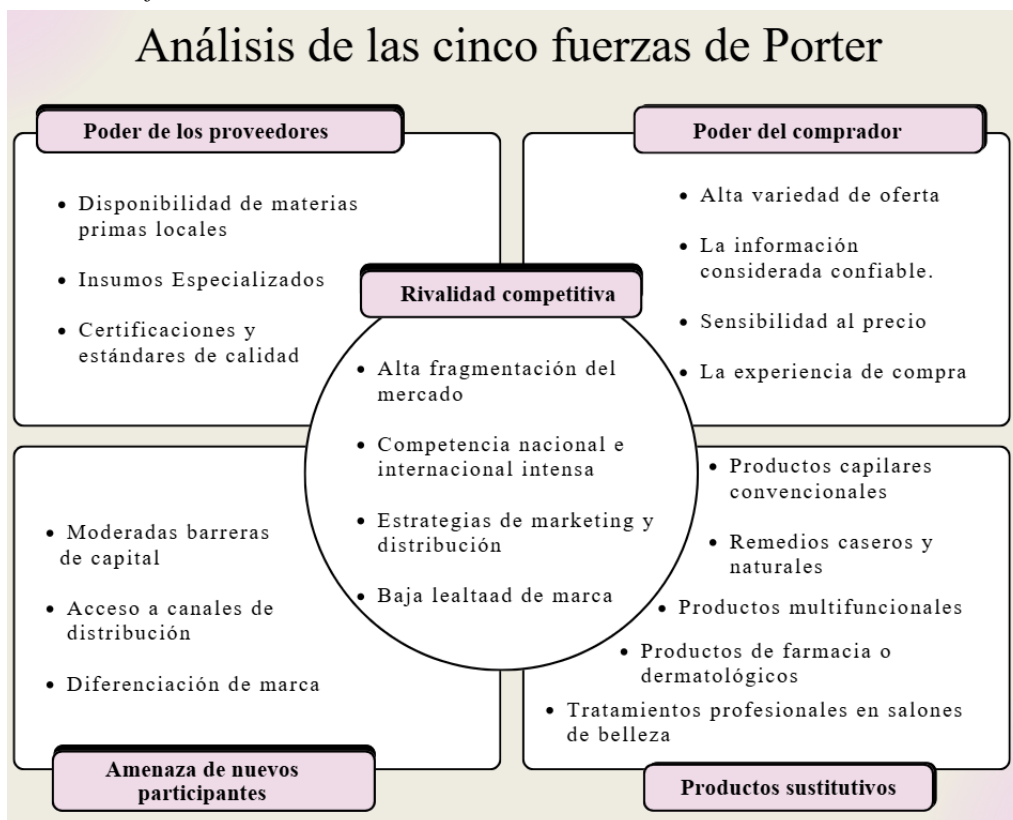 Análisis de las cinco fuerzas de Porter
Poder de los proveedores
Disponibilidad de materias
primas locales
Insumos Especializados
Certificaciones y
estándares de calidad
Poder del comprador
Alta variedad de oferta
La información
considerada confiable.
Sensibilidad al precio
La experiencia de compra
Rivalidad competitiva
Alta fragmentación del
mercado
Competencia nacional e
internacional intensa
Estrategias de marketing y
distribución
Baja lealtaad de marca
Moderadas barreras
de capital
Acceso a canales de
distribución
Diferenciación de marca
Amenaza de nuevos
participantes
Productos capilares
convencionales
Remedios caseros y
naturales
Productos multifuncionales
Productos de farmacia o
dermatológicos
Tratamientos profesionales en salones
de belleza
Productos sustitutivos